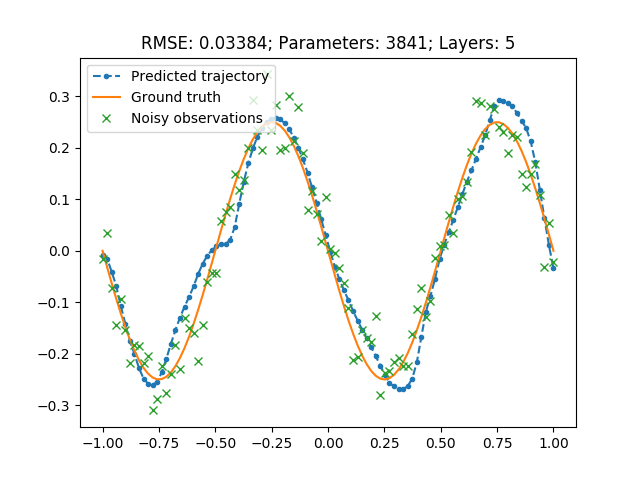 RMSE: 0.03384; Parameters: 3841; Layers: 5
Predicted trajectory
Ground truth
Noisy observations
0.3
0.2
0.1
0.0
−0.1
−0.2
−0.3
−1.00 −0.75 −0.50 −0.25 0.00 0.25 0.50 0.75 1.00